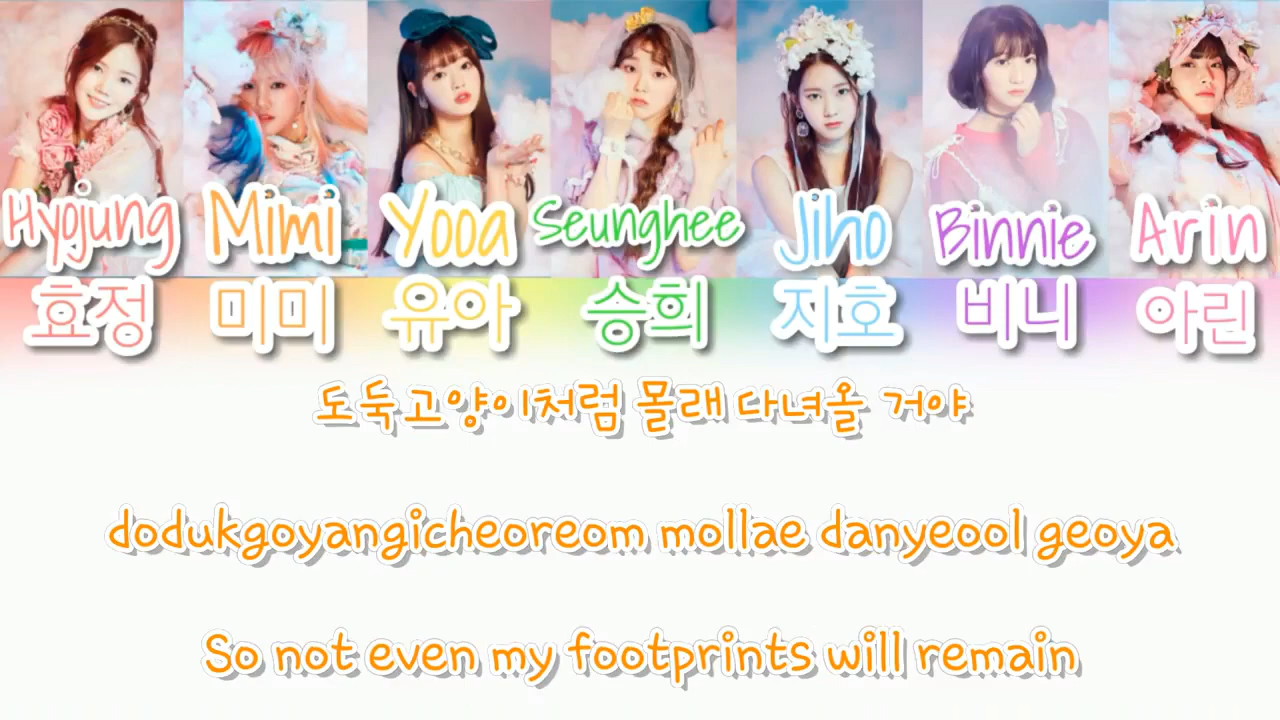 Hyojung Mimi Yooa Seunghee Jiho Binnie Arin
효정 미미 유아 승희 지호 비니 아린
도둑고양이처럼 몰래 다녀올 거야
dodukgoyangicheoreom mollae danyeool geoya
So not even my footprints will remain